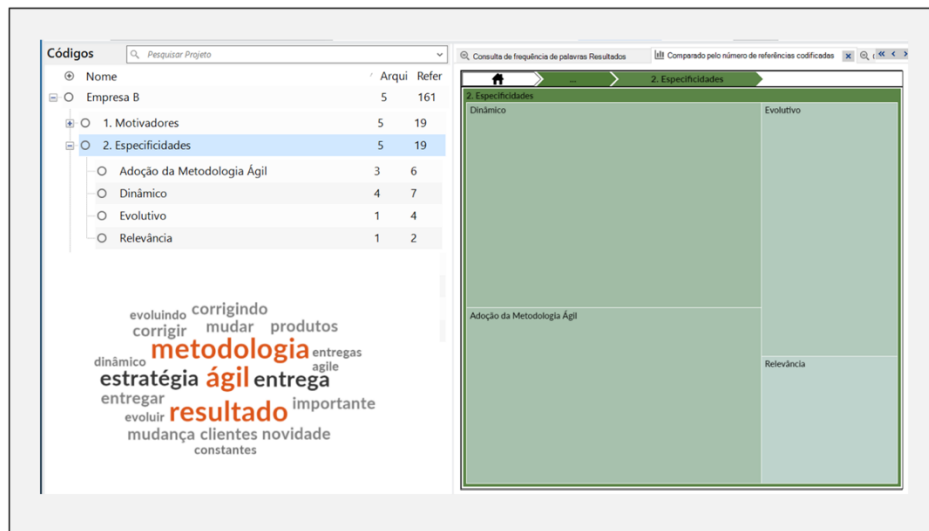 Códigos
Pesquisar Projeto
Nome Arqui Refer
Empresa B 5 161
1. Motivadores 5 19
2. Especificidades 5 19
Adoção da Metodologia Ágil 3 6
Dinâmico 4 7
Evolutivo 1 4
Relevância 1 2
evoluindo corrigindo
corrigir mudar produtos
metodologia entregas
dinâmico agile
estratégia ágil entrega
entregar importante
evoluir resultado
mudança clientes novidade
constantes
Consulta de frequência de palavras Resultados
Comparado pelo número de referências codificadas
... 2. Especificidades
2. Especificidades
Dinâmico Evolutivo
Adoção da Metodologia Ágil
Relevância